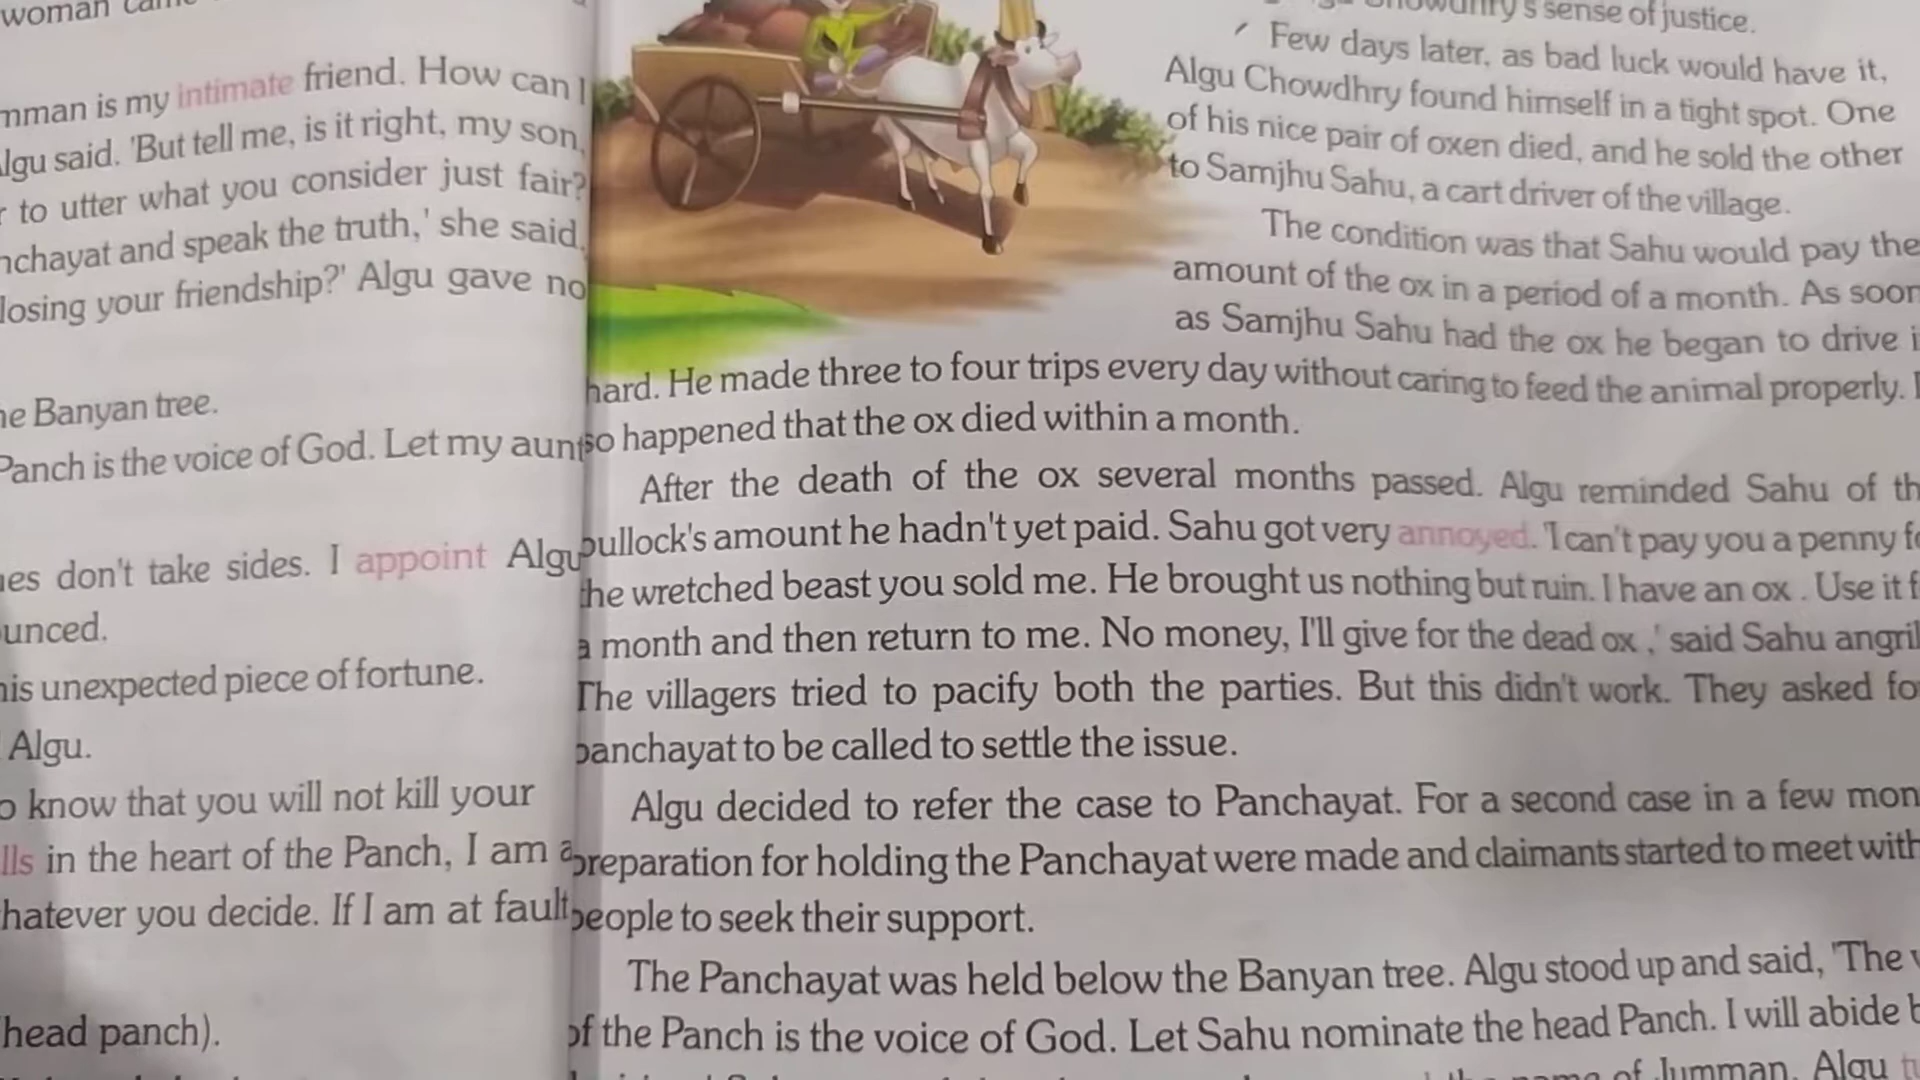 woman
mman is my intimate friend. How can I
lgu said. 'But tell me, is it right, my son,
to utter what you consider just fair?
nchayat and speak the truth,' she said.
losing your friendship?' Algu gave no
he Banyan tree.
Panch is the voice of God. Let my aunt
es don't take sides. I appoint Algu
ounced.
his unexpected piece of fortune.
Algu.
o know that you will not kill your
lls in the heart of the Panch, I am a
hatever you decide. If I am at fault
head panch).
sense of justice.
Few days later, as bad luck would have it,
Algu Chowdhry found himself in a tight spot. One
of his nice pair of oxen died, and he sold the other
to Samjhu Sahu, a cart driver of the village.
The condition was that Sahu would pay the
amount of the ox in a period of a month. As soon
as Samjhu Sahu had the ox he began to drive i
hard. He made three to four trips every day without caring to feed the animal properly. I
so happened that the ox died within a month.
After the death of the ox several months passed. Algu reminded Sahu of th
bullock's amount he hadn't yet paid. Sahu got very annoyed. 'I can't pay you a penny fo
the wretched beast you sold me. He brought us nothing but ruin. I have an ox . Use it f
a month and then return to me. No money, I'll give for the dead ox ,' said Sahu angril
The villagers tried to pacify both the parties. But this didn't work. They asked fo
panchayat to be called to settle the issue.
Algu decided to refer the case to Panchayat. For a second case in a few mon
preparation for holding the Panchayat were made and claimants started to meet with
people to seek their support.
The Panchayat was held below the Banyan tree. Algu stood up and said, 'The v
of the Panch is the voice of God. Let Sahu nominate the head Panch. I will abide b
of Jumman. Algu